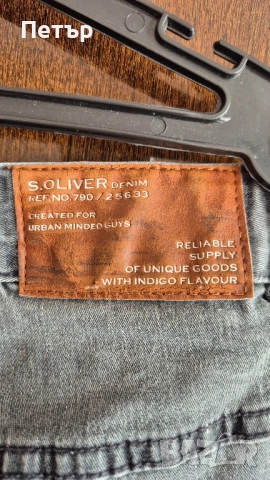 Петър
S.OLIVER DENIM
REF NO.790 / 25633
CREATED FOR
URBAN MINDED GUYS
RELIABLE
SUPPLY
OF UNIQUE GOODS
WITH INDIGO FLAVOUR